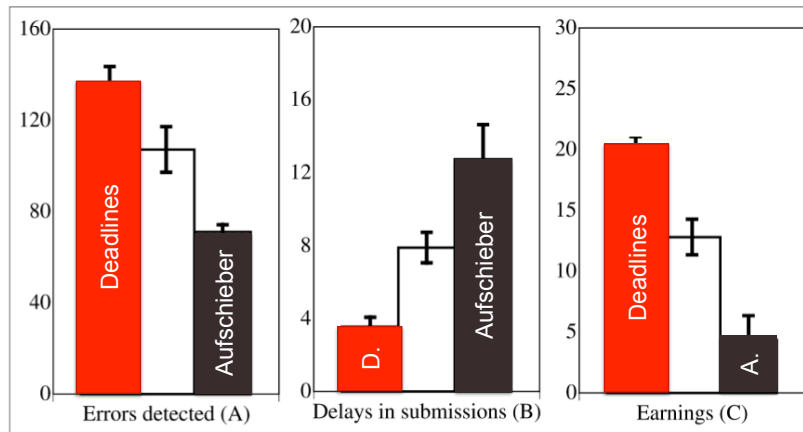 160
120
80
40
0
Deadlines
Aufschieber
Errors detected (A)
20
16
12
8
4
0
D.
Aufschieber
Delays in submissions (B)
30
25
20
15
10
5
0
Deadlines
A.
Earnings (C)